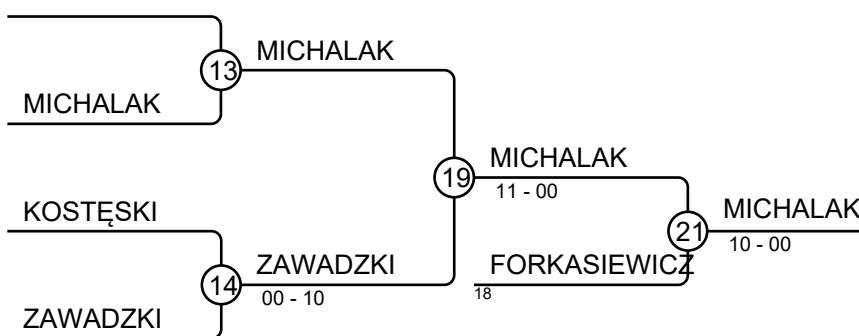 MICHALAK
13
MICHALAK
MICHALAK
19
11 - 00
KOSTĘSKI
MICHALAK
21
10 - 00
ZAWADZKI
14
00 - 10
FORKASIEWICZ
18
ZAWADZKI